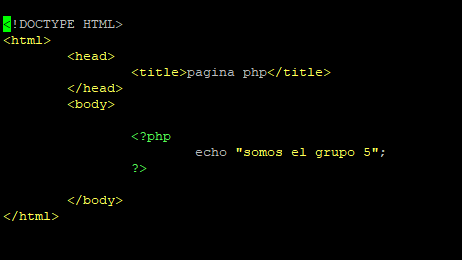 <!DOCTYPE HTML>
<html>
<head>
<title>pagina php</title>
</head>
<body>
<?php
echo "somos el grupo 5";
?>
</body>
</html>